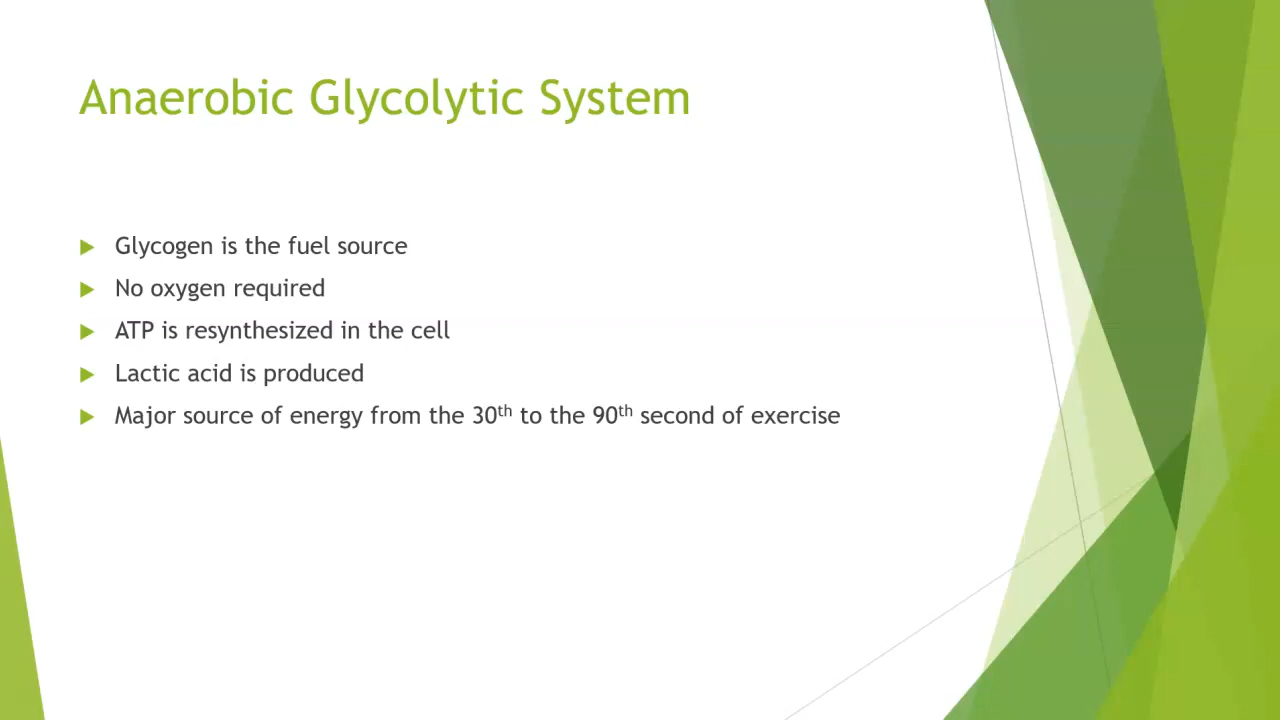 Anaerobic Glycolytic System
Glycogen is the fuel source
No oxygen required
ATP is resynthesized in the cell
Lactic acid is produced
Major source of energy from the 30th to the 90th second of exercise